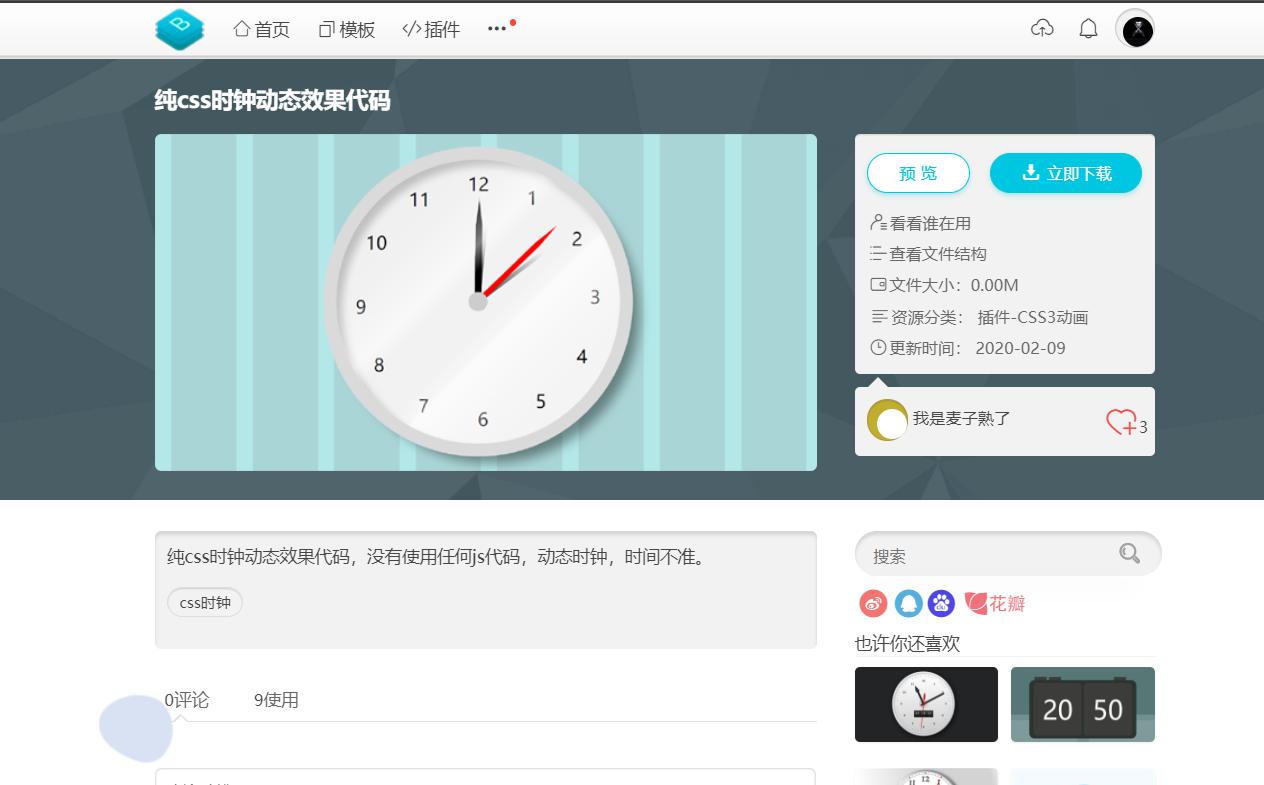 首页 模板 插件 •••
纯css时钟动态效果代码
12
11 1
10 2
9 3
8 4
7 5
6
预 览 立即下载
看看谁在用
查看文件结构
文件大小：0.00M
资源分类： 插件-CSS3动画
更新时间： 2020-02-09
我是麦子熟了 3
纯css时钟动态效果代码，没有使用任何js代码，动态时钟，时间不准。
css时钟
搜索
花瓣
也许你还喜欢
0评论 9使用
20 50